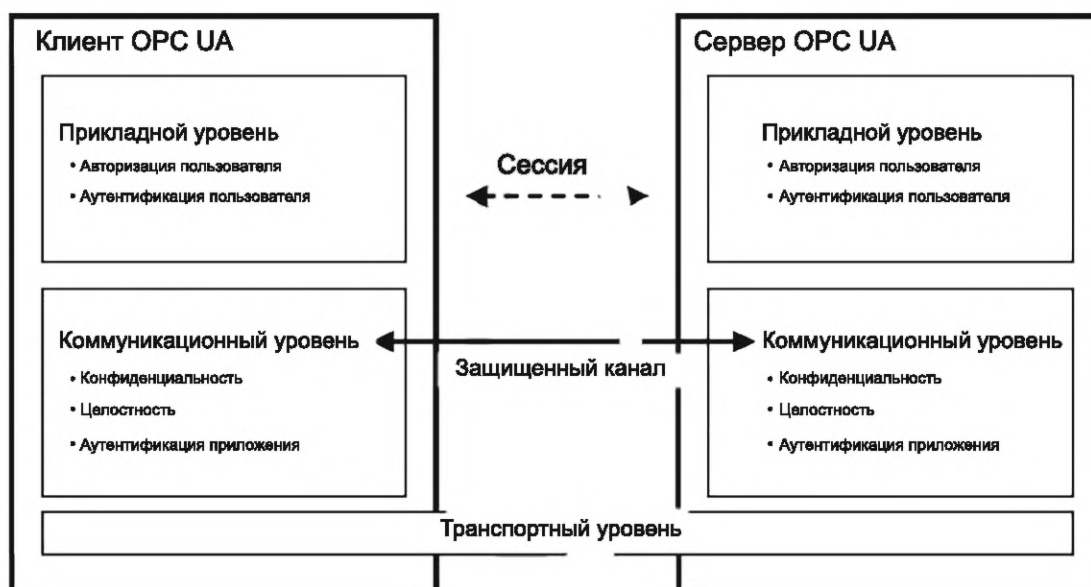 Клиент OPC UA
Прикладной уровень
• Авторизация пользователя
• Аутентификация пользователя
Коммуникационный уровень
• Конфиденциальность
• Целостность
• Аутентификация приложения
Сессия
Защищенный канал
Сервер OPC UA
Прикладной уровень
• Авторизация пользователя
• Аутентификация пользователя
Коммуникационный уровень
• Конфиденциальность
• Целостность
• Аутентификация приложения
Транспортный уровень